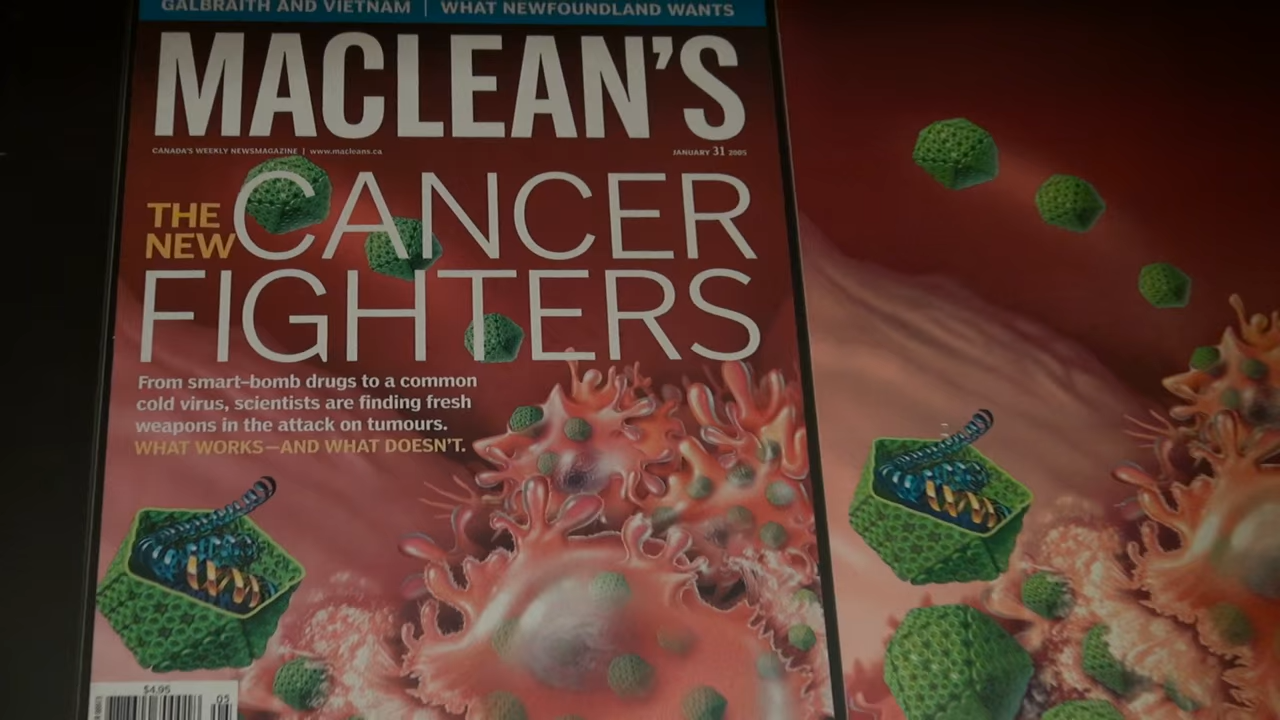 GALBRAITH AND VIETNAM | WHAT NEWFOUNDLAND WANTS
MACLEAN'S
CANADA'S WEEKLY NEWSMAGAZINE | www.macleans.ca JANUARY 31 2005
THE NEW CANCER
FIGHTERS
From smart-bomb drugs to a common
cold virus, scientists are finding fresh
weapons in the attack on tumours.
WHAT WORKS—AND WHAT DOESN'T.
$4.95
05